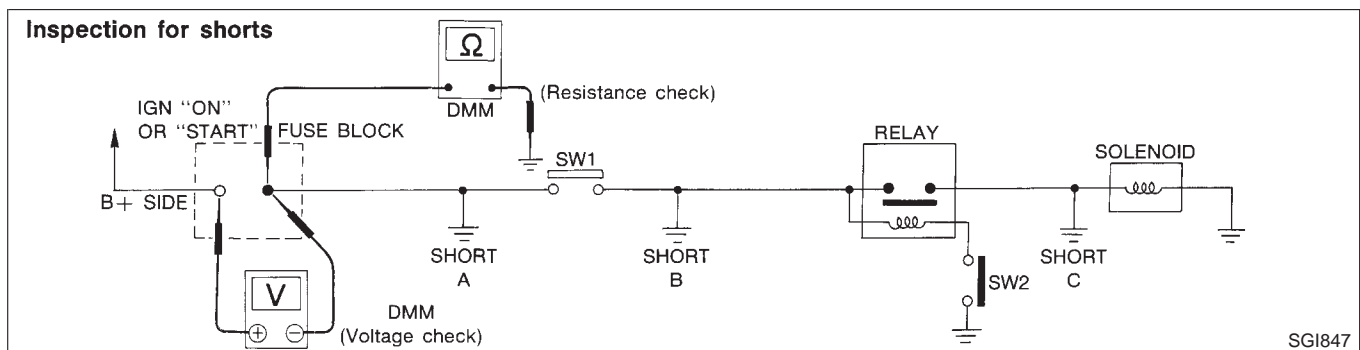 Inspection for shorts
Ω
DMM
(Resistance check)
IGN "ON"
OR "START"
FUSE BLOCK
B+ SIDE
SW1
RELAY
SOLENOID
SHORT
A
SHORT
B
SHORT
C
SW2
V
+ −
DMM
(Voltage check)
SGI847